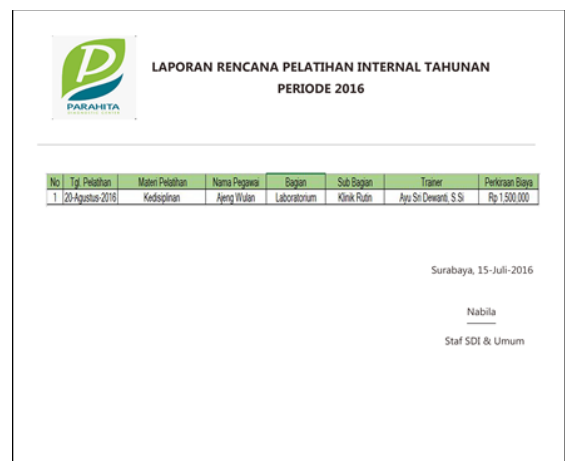 PARAHITA
DIAGNOSTIC CENTER
LAPORAN RENCANA PELATIHAN INTERNAL TAHUNAN
PERIODE 2016
No Tgl. Pelatihan Materi Pelatihan Nama Pegawai Bagian Sub Bagian Trainer Perkiraan Biaya
1 20-Agustus-2016 Kedisiplinan Ajeng Wulan Laboratorium Klinik Rutin Ayu Sri Dewanti, S.Si Rp 1,500,000
Surabaya, 15-Juli-2016
Nabila
Staf SDI & Umum